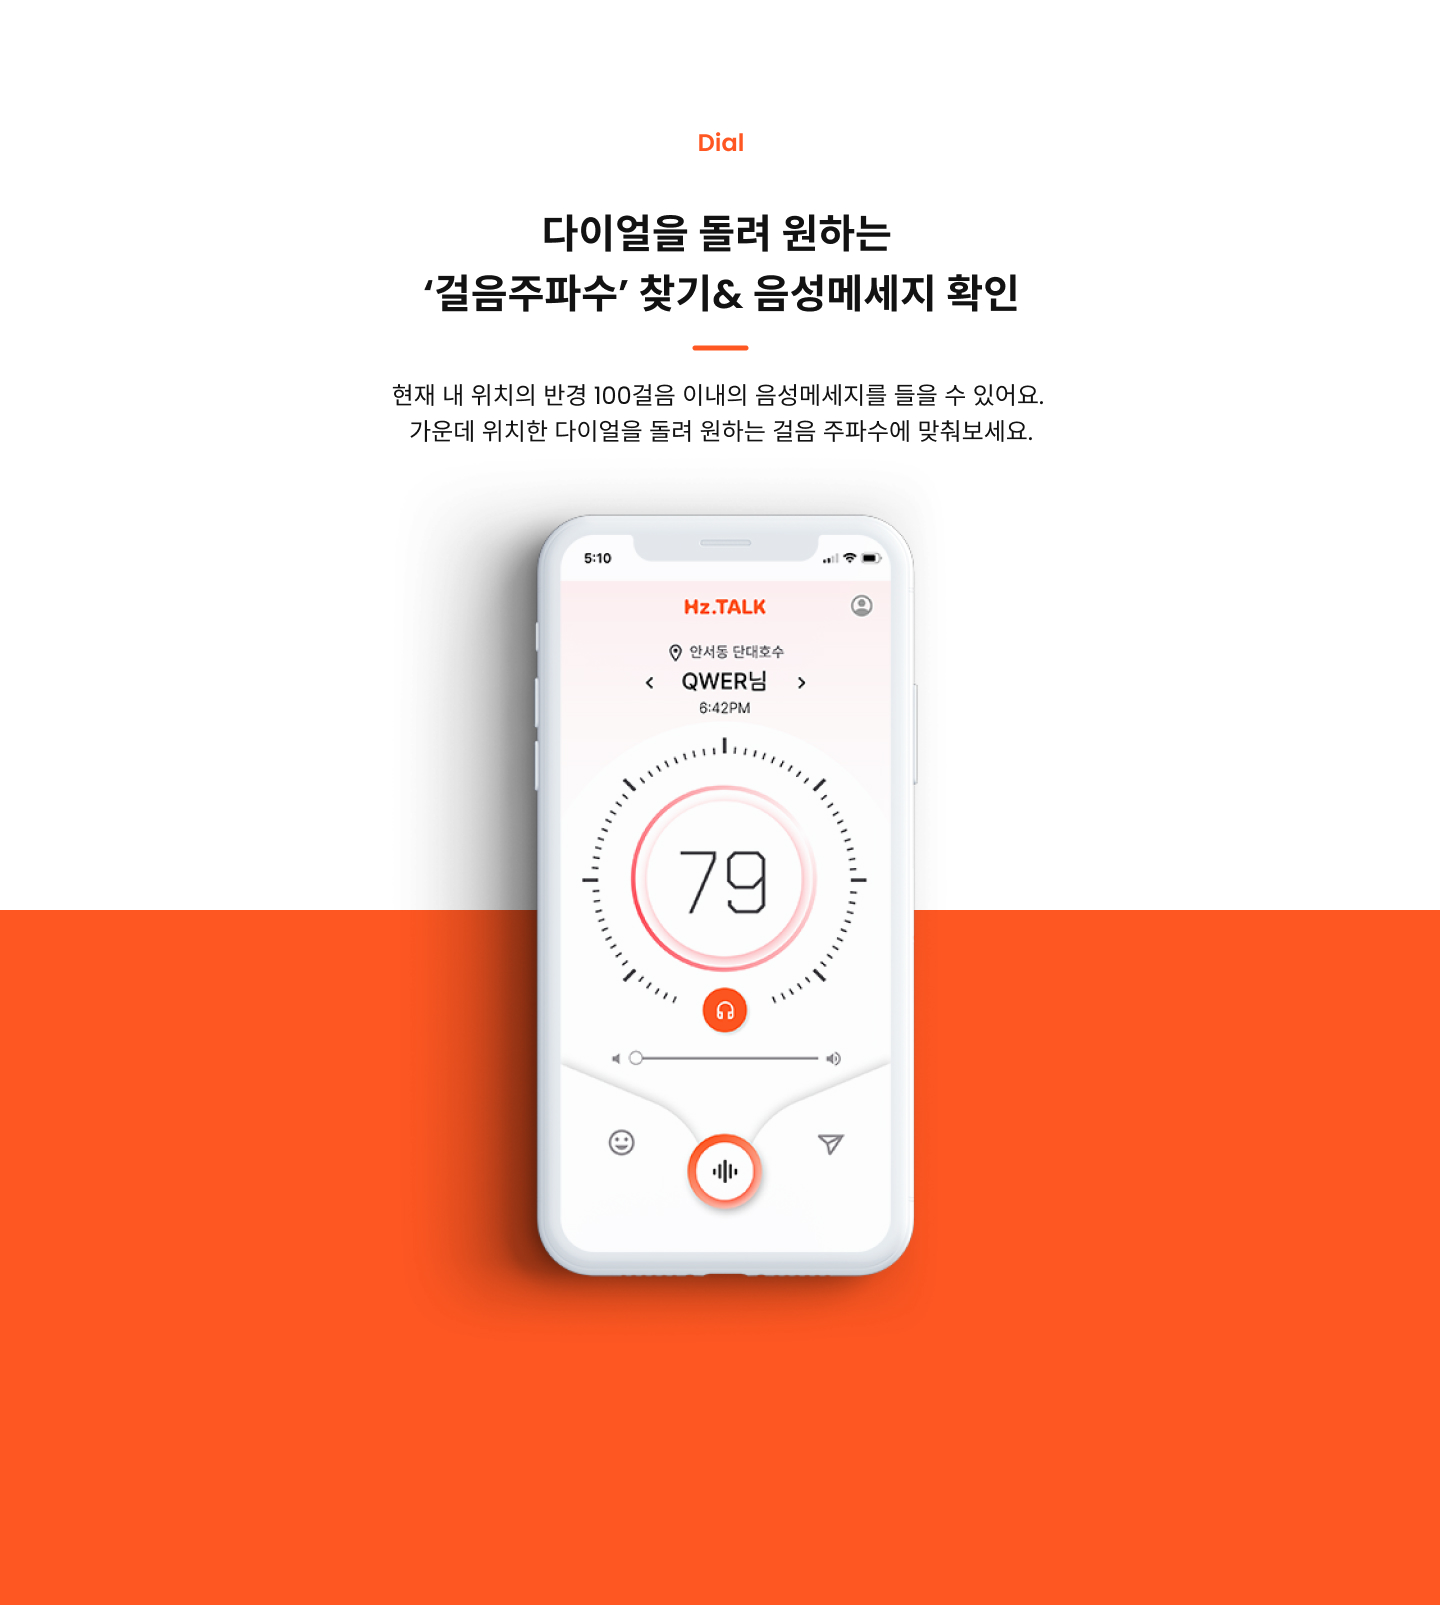 Dial
다이얼을 돌려 원하는
‘걸음주파수’ 찾기& 음성메세지 확인
현재 내 위치의 반경 100걸음 이내의 음성메세지를 들을 수 있어요.
가운데 위치한 다이얼을 돌려 원하는 걸음 주파수에 맞춰보세요.
5:10
Hz.TALK
안서동 단대호수
QWER님
6:42PM
79